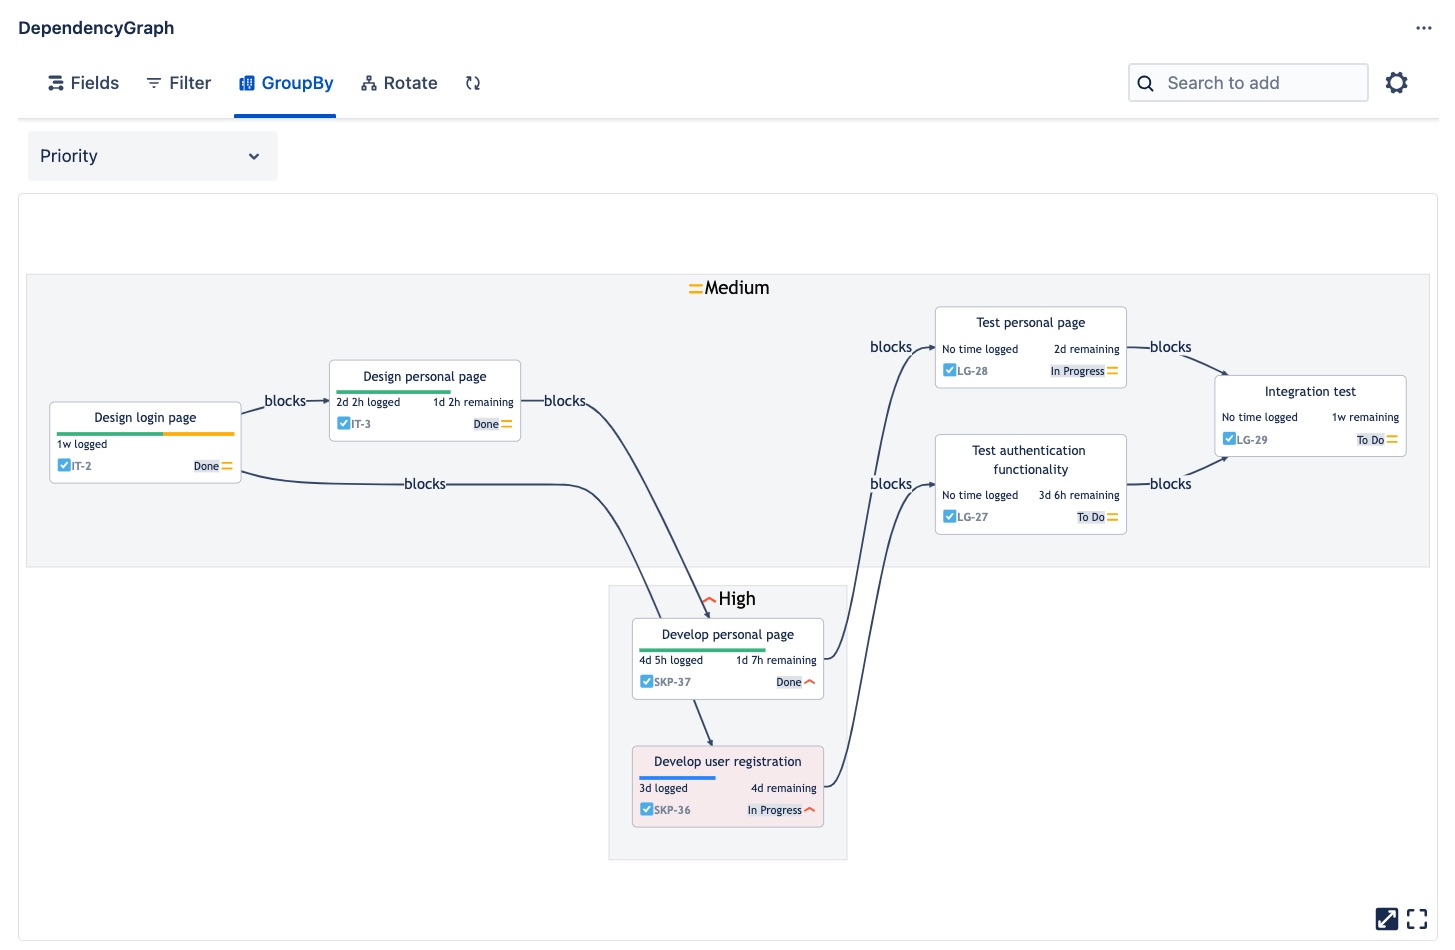 DependencyGraph
Fields
Filter
GroupBy
Rotate
Search to add
Priority
Medium
Design login page
1w logged
IT-2
Done
blocks
blocks
Design personal page
2d 2h logged 1d 2h remaining
IT-3
Done
blocks
blocks
blocks
Test personal page
No time logged 2d remaining
LG-28
In Progress
blocks
Test authentication
functionality
No time logged 3d 6h remaining
LG-27
To Do
blocks
Integration test
No time logged 1w remaining
LG-29
To Do
High
Develop personal page
4d 5h logged 1d 7h remaining
SKP-37
Done
Develop user registration
3d logged 4d remaining
SKP-36
In Progress